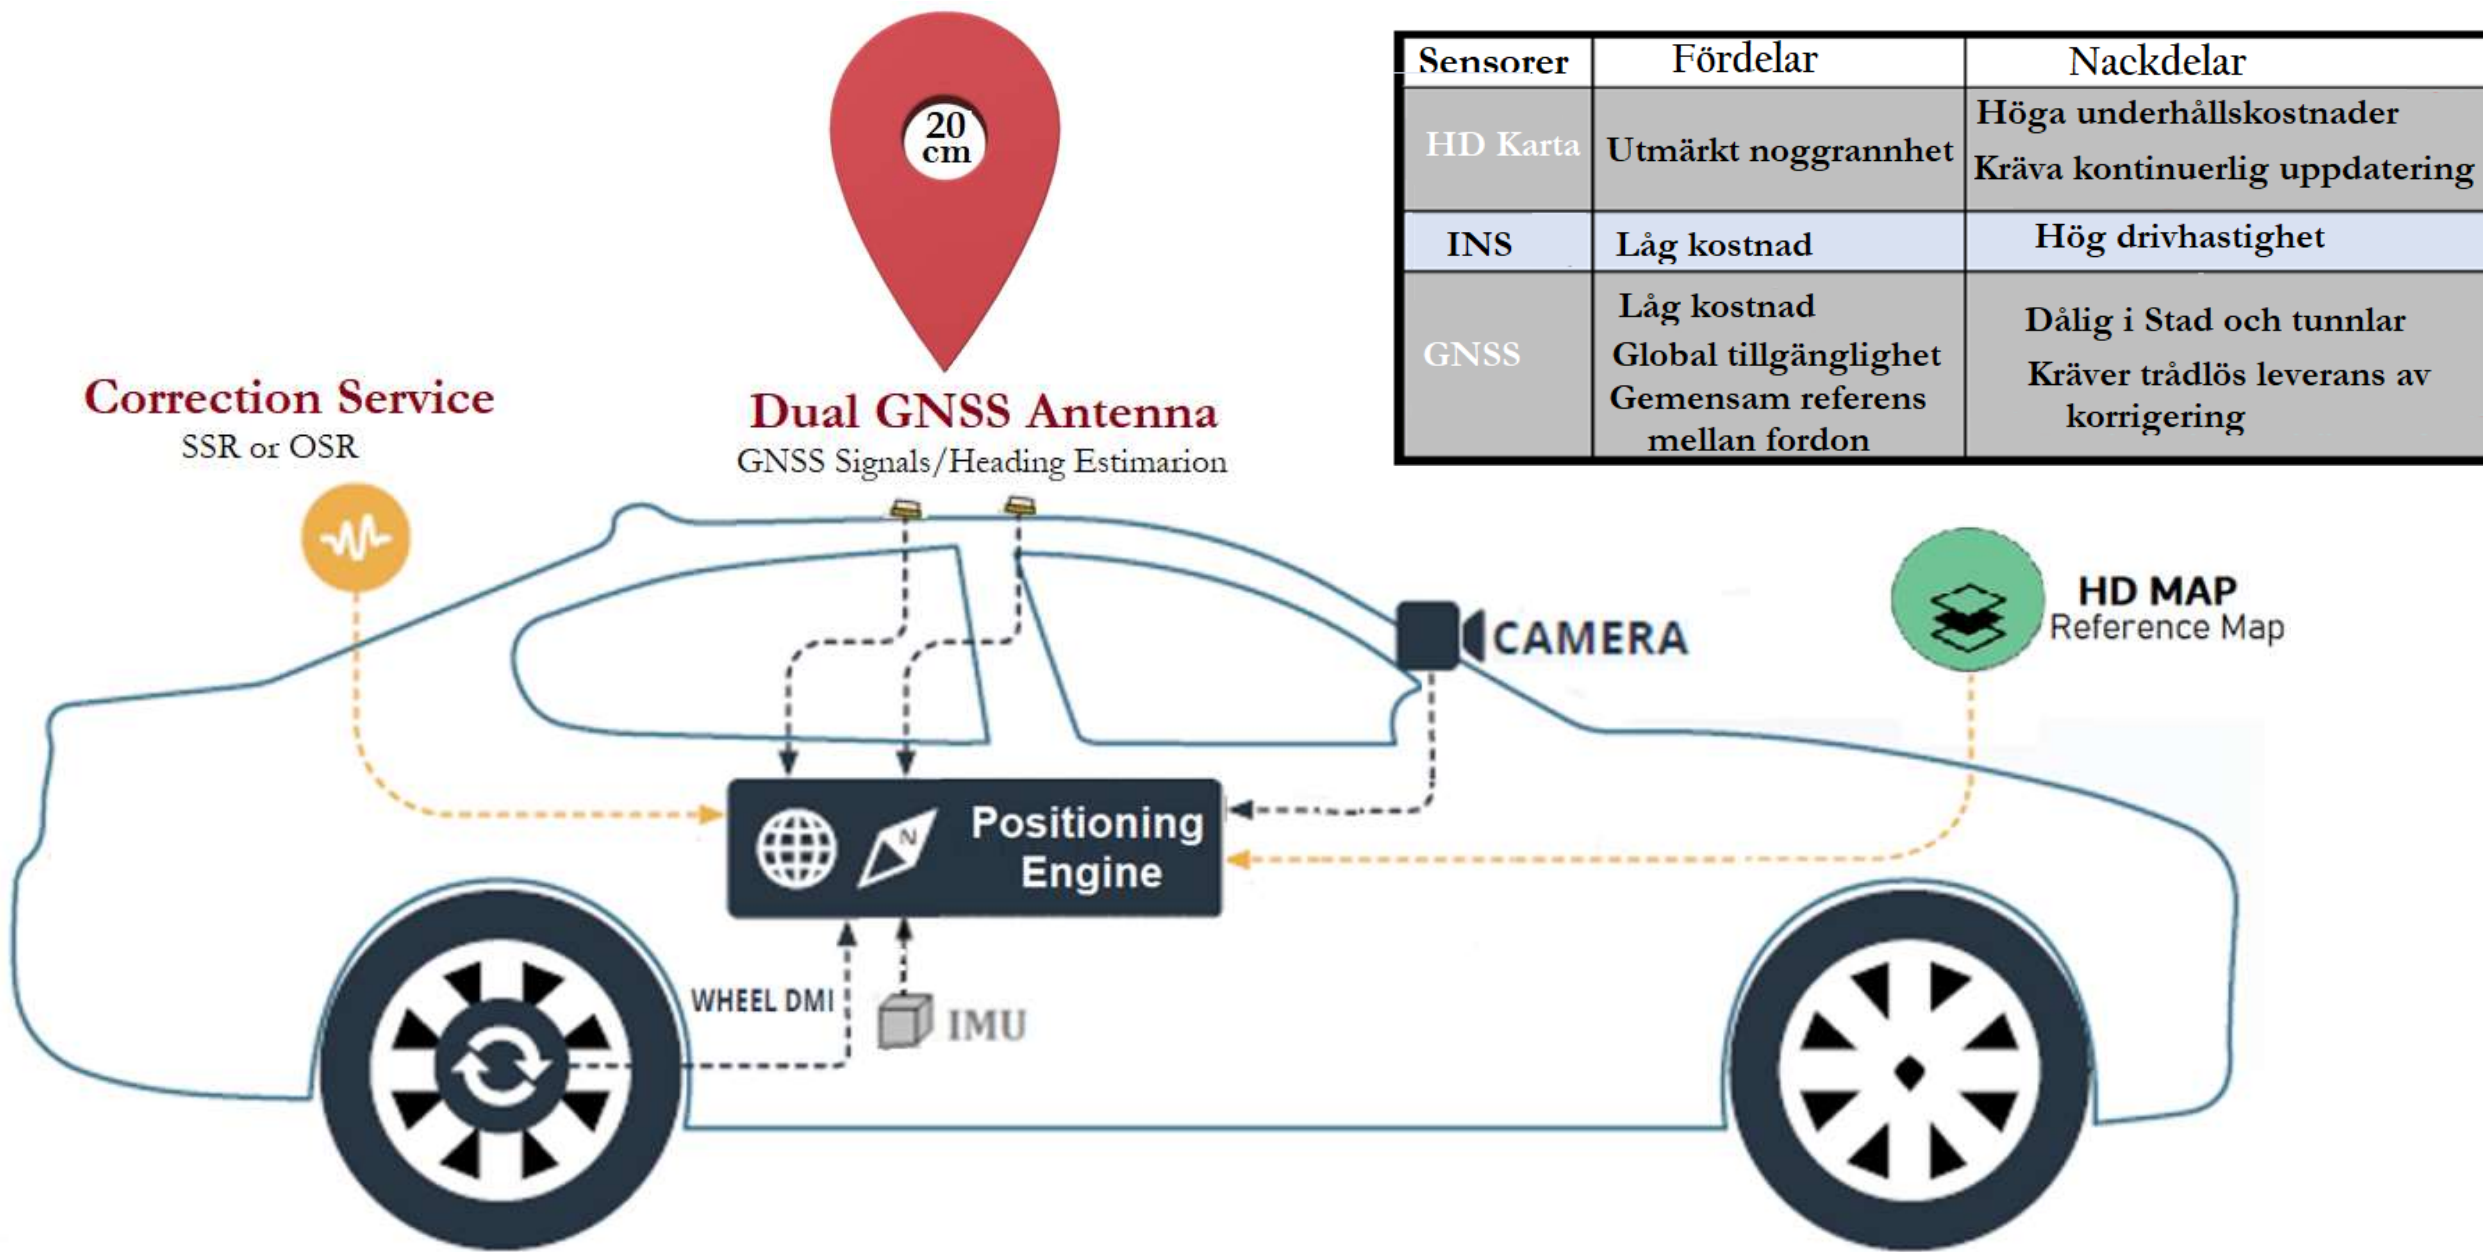 20
cm
Sensorer Fördelar Nackdelar
HD Karta Utmärkt noggrannhet Höga underhållskostnader
Kräva kontinuerlig uppdatering
INS Låg kostnad Hög drivhastighet
GNSS Låg kostnad
Global tillgänglighet
Gemensam referens
mellan fordon
Dålig i Stad och tunnlar
Kräver trådlös leverans av
korrigering
Correction Service
SSR or OSR
Dual GNSS Antenna
GNSS Signals/Heading Estimarion
CAMERA
HD MAP
Reference Map
N
Positioning
Engine
WHEEL DMI
IMU